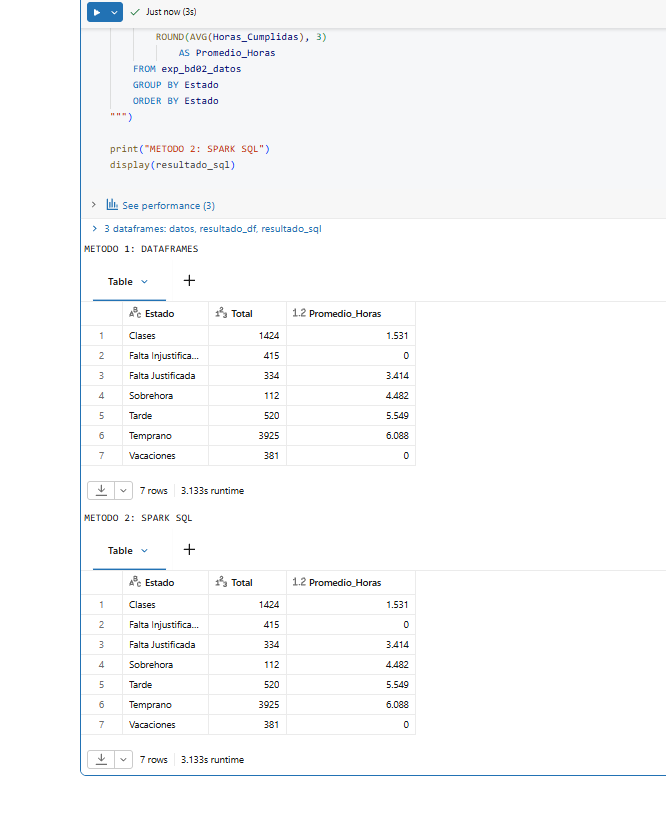 Just now (3s)
ROUND(AVG(Horas_Cumplidas), 3)
AS Promedio_Horas
FROM exp_bd02_datos
GROUP BY Estado
ORDER BY Estado
""")
print("METODO 2: SPARK SQL")
display(resultado_sql)
See performance (3)
3 dataframes: datos, resultado_df, resultado_sql
METODO 1: DATAFRAMES
Table
ABC Estado 123 Total 1.2 Promedio_Horas
1 Clases 1424 1.531
2 Falta Injustifica... 415 0
3 Falta Justificada 334 3.414
4 Sobrehora 112 4.482
5 Tarde 520 5.549
6 Temprano 3925 6.088
7 Vacaciones 381 0
7 rows 3.133s runtime
METODO 2: SPARK SQL
Table
ABC Estado 123 Total 1.2 Promedio_Horas
1 Clases 1424 1.531
2 Falta Injustifica... 415 0
3 Falta Justificada 334 3.414
4 Sobrehora 112 4.482
5 Tarde 520 5.549
6 Temprano 3925 6.088
7 Vacaciones 381 0
7 rows 3.133s runtime